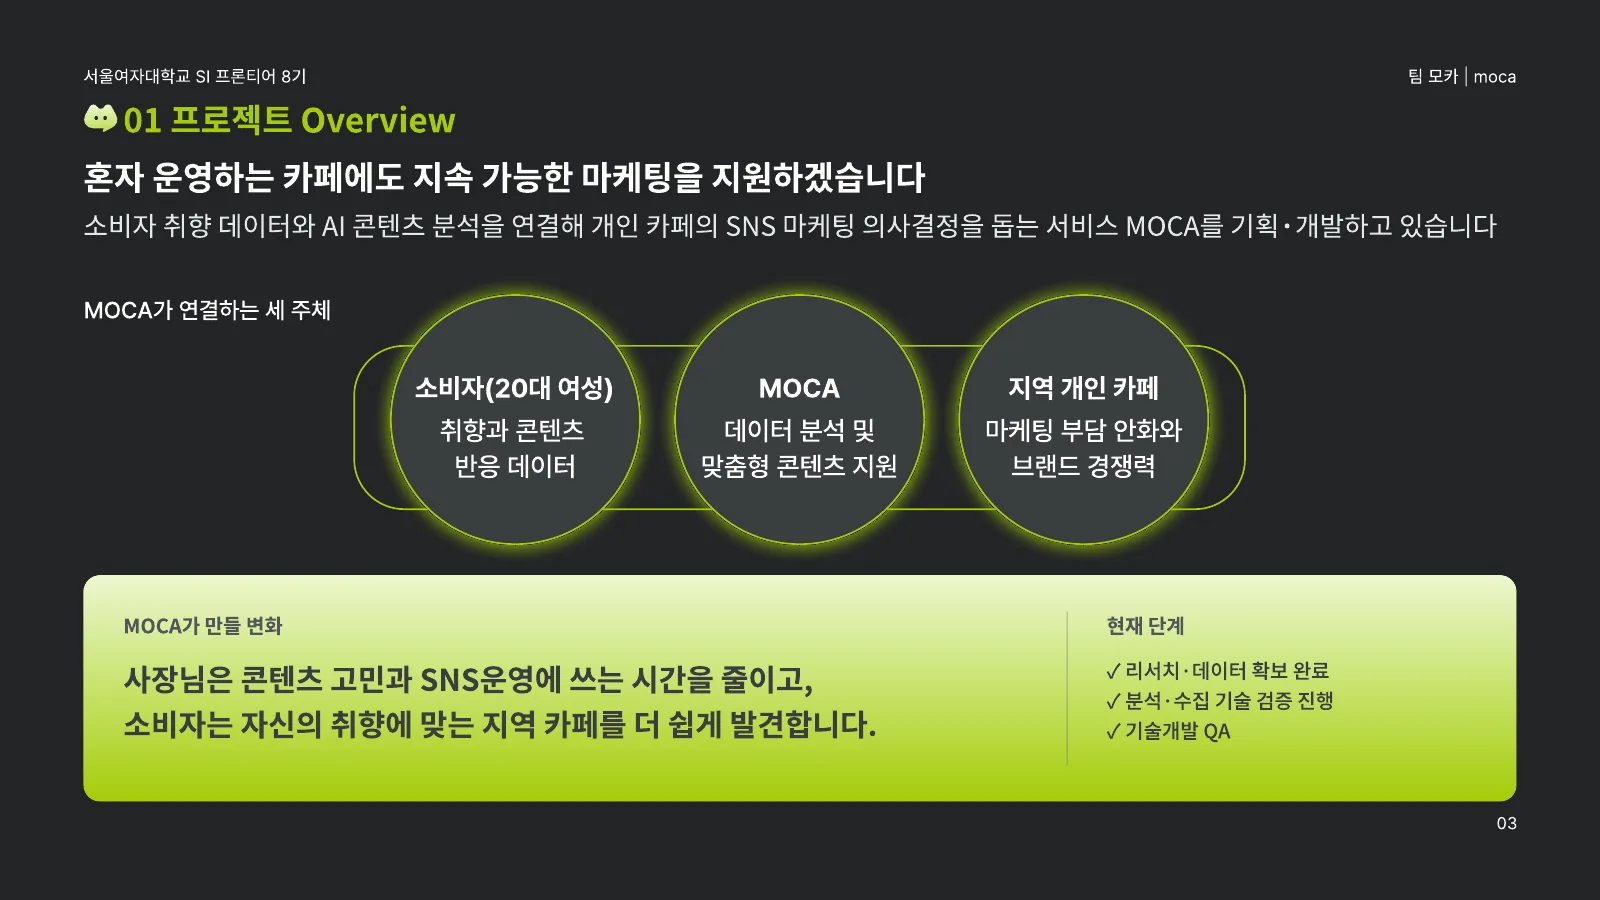 서울여자대학교 SI 프론티어 8기
팀 모카 | moca
01 프로젝트 Overview
혼자 운영하는 카페에도 지속 가능한 마케팅을 지원하겠습니다
소비자 취향 데이터와 AI 콘텐츠 분석을 연결해 개인 카페의 SNS 마케팅 의사결정을 돕는 서비스 MOCA를 기획·개발하고 있습니다
MOCA가 연결하는 세 주체
소비자(20대 여성)
취향과 콘텐츠
반응 데이터
MOCA
데이터 분석 및
맞춤형 콘텐츠 지원
지역 개인 카페
마케팅 부담 안화와
브랜드 경쟁력
MOCA가 만들 변화
사장님은 콘텐츠 고민과 SNS운영에 쓰는 시간을 줄이고,
소비자는 자신의 취향에 맞는 지역 카페를 더 쉽게 발견합니다.
현재 단계
✓ 리서치·데이터 확보 완료
✓ 분석·수집 기술 검증 진행
✓ 기술개발 QA
03